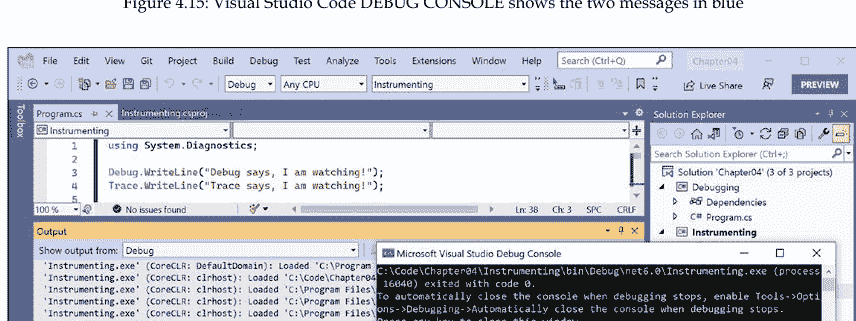 Figure 4.15: Visual Studio Code DEBUG CONSOLE shows the two messages in blue
File Edit View Git Project Build Debug Test Analyze Tools Extensions Window Help Search (Ctrl+Q) Chapter04
Debug Any CPU Instrumenting Live Share PREVIEW
Toolbox
Program.cs Instrumenting.csproj
Instrumenting
1 using System.Diagnostics;
2
3 Debug.WriteLine("Debug says, I am watching!");
4 Trace.WriteLine("Trace says, I am watching!");
5
100 % No issues found Ln: 38 Ch: 3 SPC CRLF
Solution Explorer
Search Solution Explorer (Ctrl+;)
Solution 'Chapter04' (3 of 3 projects)
Debugging
Dependencies
C# Program.cs
Instrumenting
Output
Show output from: Debug
'Instrumenting.exe' (CoreCLR: DefaultDomain): Loaded 'C:\Program
'Instrumenting.exe' (CoreCLR: clrhost): Loaded 'C:\Code\Chapter04
'Instrumenting.exe' (CoreCLR: clrhost): Loaded 'C:\Program Files\
'Instrumenting.exe' (CoreCLR: clrhost): Loaded 'C:\Program Files\
'Instrumenting.exe' (CoreCLR: clrhost): Loaded 'C:\Program Files\
Microsoft Visual Studio Debug Console
C:\Code\Chapter04\Instrumenting\bin\Debug\net6.0\Instrumenting.exe (process
16040) exited with code 0.
To automatically close the console when debugging stops, enable Tools->Opti
ons->Debugging->Automatically close the console when debugging stops.
Press any key to close this window